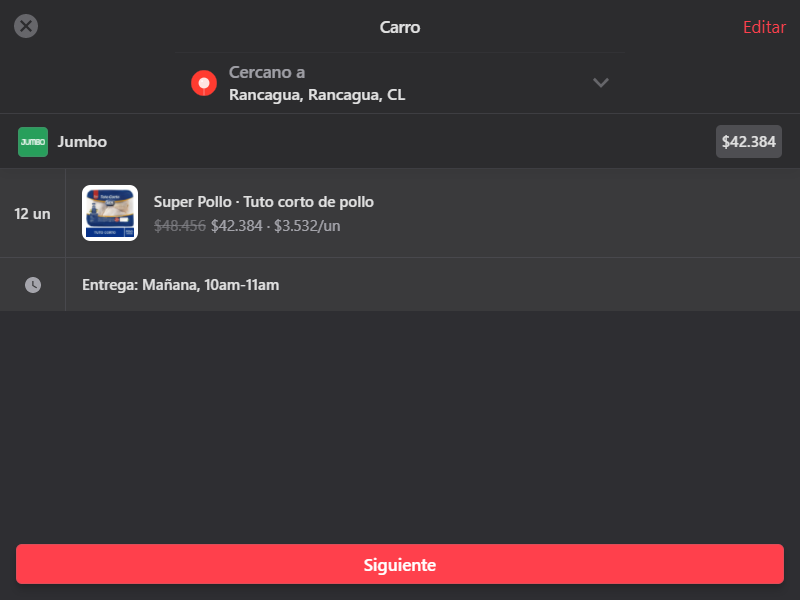 Carro
Editar
Cercano a
Rancagua, Rancagua, CL
JUMBO
Jumbo
$42.384
12 un
Super Pollo · Tuto corto de pollo
$48.456 $42.384 · $3.532/un
Entrega: Mañana, 10am-11am
Siguiente